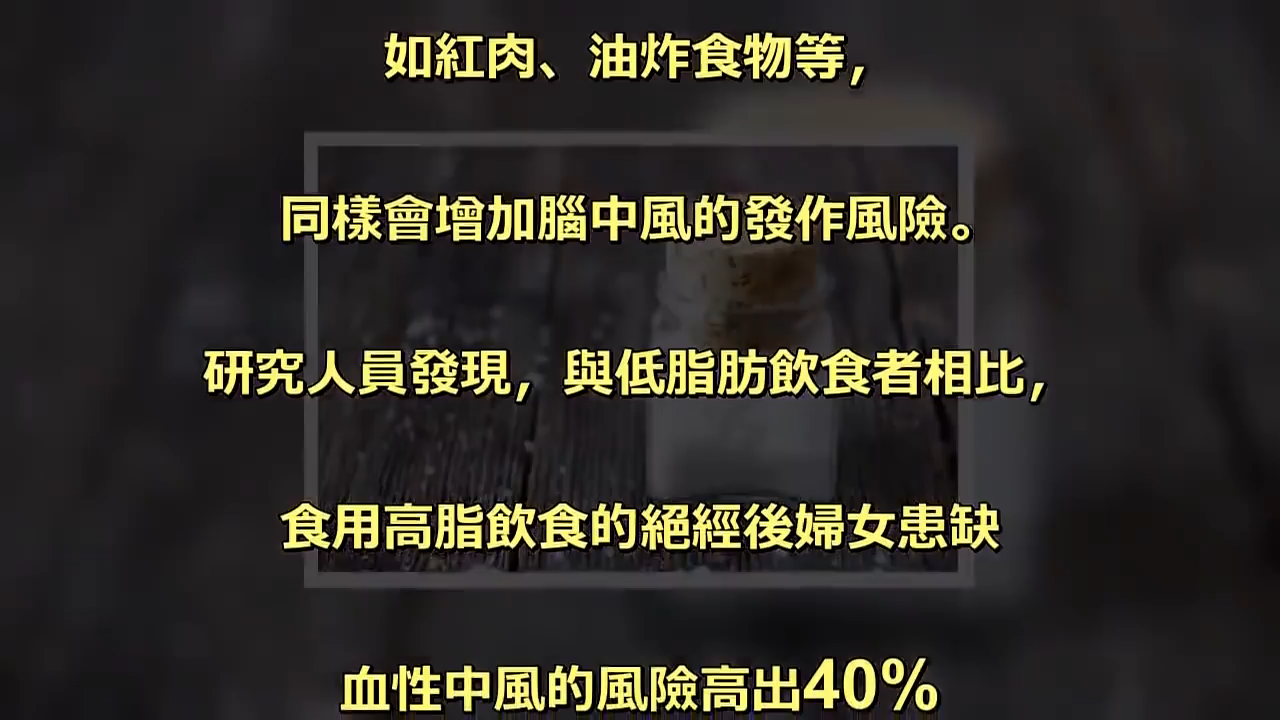 如紅肉、油炸食物等，
同樣會增加腦中風的發作風險。
研究人員發現，與低脂肪飲食者相比，
食用高脂飲食的絕經後婦女患缺
血性中風的風險高出40%